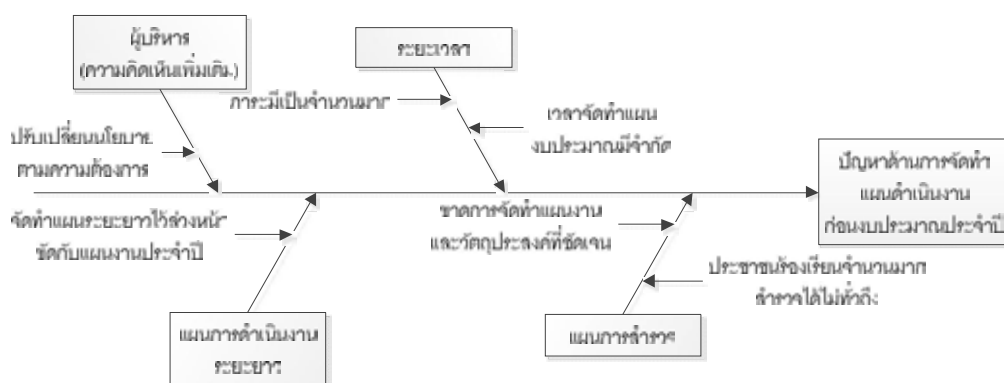 ผู้บริหาร
(ความคิดเห็นเพิ่มเติม)
ระยะเวลา
ภาระมีเป็นจำนวนมาก
เวลาจัดทำแผน
งบประมาณมีจำกัด
ปรับเปลี่ยนนโยบาย
ตามความต้องการ
ปัญหาด้านการจัดทำ
แผนดำเนินงาน
ก่อนงบประมาณประจำปี
จัดทำแผนระยะยาวไว้ล่วงหน้า
ขัดกับแผนงานประจำปี
ขาดการจัดทำแผนงาน
และวัตถุประสงค์ที่ชัดเจน
ประชาชนร้องเรียนจำนวนมาก
สำรวจได้ไม่ทั่วถึง
แผนการดำเนินงาน
ระยะยาว
แผนการสำรวจ